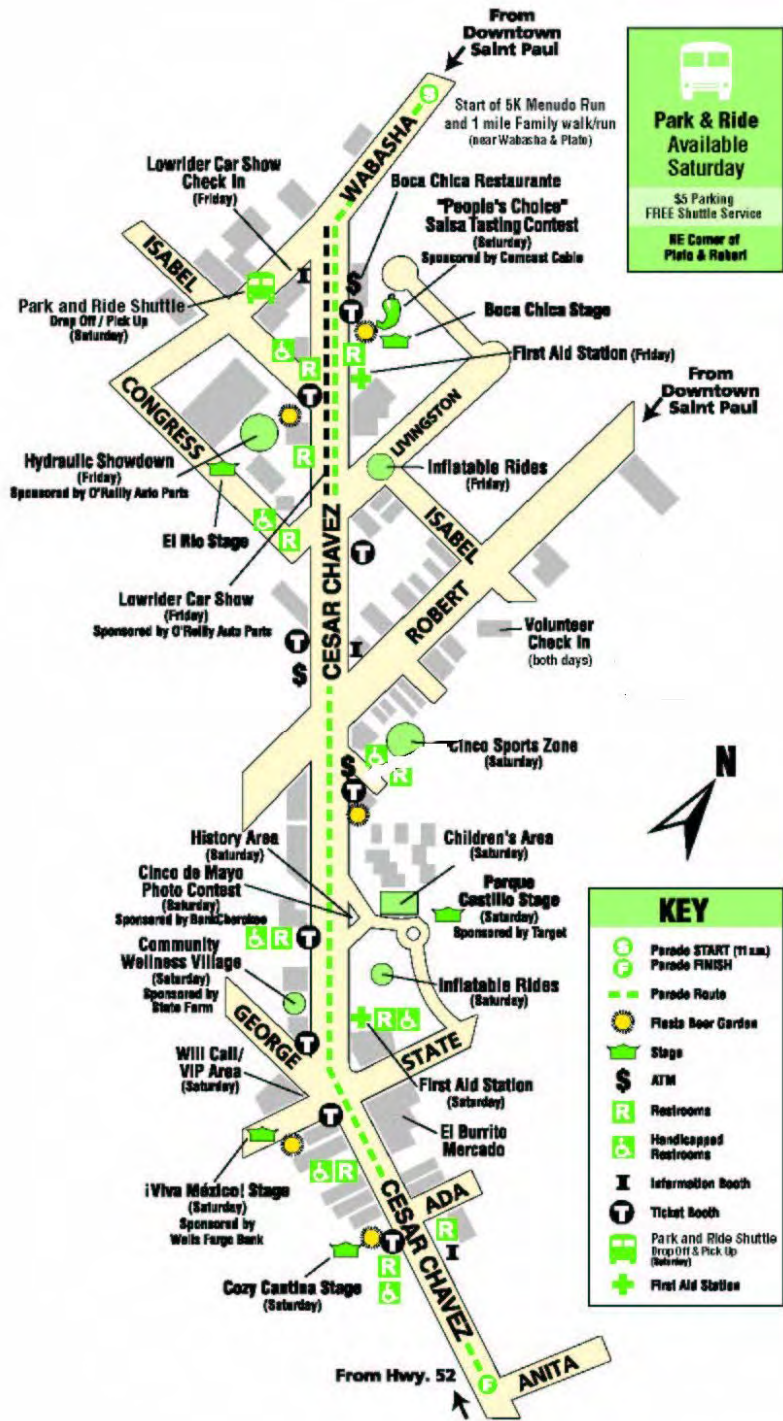 From
Downtown
Saint Paul
S
Start of 5K Menudo Run
and 1 mile Family walk/run
(near Wabasha & Plato)
Park & Ride
Available
Saturday
$5 Parking
FREE Shuttle Service
NE Corner of
Plato & Robert
WABASHA
Lowrider Car Show
Check In
(Friday)
Boca Chica Restaurante
"People's Choice"
Salsa Tasting Contest
(Saturday)
Sponsored by Comcast Cable
ISABEL
I
$
T
Park and Ride Shuttle
Drop Off / Pick Up
(Saturday)
Boca Chica Stage
R
R
First Aid Station (Friday)
T
CONGRESS
From
Downtown
Saint Paul
LIVINGSTON
Hydraulic Showdown
(Friday)
Sponsored by O'Reilly Auto Parts
R
Inflatable Rides
(Friday)
El Rio Stage
R
ISABEL
T
CESAR CHAVEZ
Lowrider Car Show
(Friday)
Sponsored by O'Reilly Auto Parts
ROBERT
Volunteer
Check In
(both days)
T
I
$
Cinco Sports Zone
(Saturday)
$
R
T
N
History Area
(Saturday)
Children's Area
(Saturday)
Cinco de Mayo
Photo Contest
(Saturday)
Sponsored by BankCherokee
Parque
Castillo Stage
(Saturday)
Sponsored by Target
R
T
Community
Wellness Village
(Saturday)
Sponsored by
State Farm
Inflatable Rides
(Saturday)
R
GEORGE
T
STATE
Will Call/
VIP Area
(Saturday)
First Aid Station
(Saturday)
T
El Burrito
Mercado
R
¡Viva México! Stage
(Saturday)
Sponsored by
Wells Fargo Bank
CESAR CHAVEZ
ADA
R
T
I
R
Cozy Cantina Stage
(Saturday)
From Hwy. 52
F
ANITA
KEY
S
Parade START (11 a.m.)
F
Parade FINISH
Parade Route
Fiesta Beer Garden
Stage
$
ATM
R
Restrooms
Handicapped
Restrooms
I
Information Booth
T
Ticket Booth
Park and Ride Shuttle
Drop Off & Pick Up
(Saturday)
First Aid Station